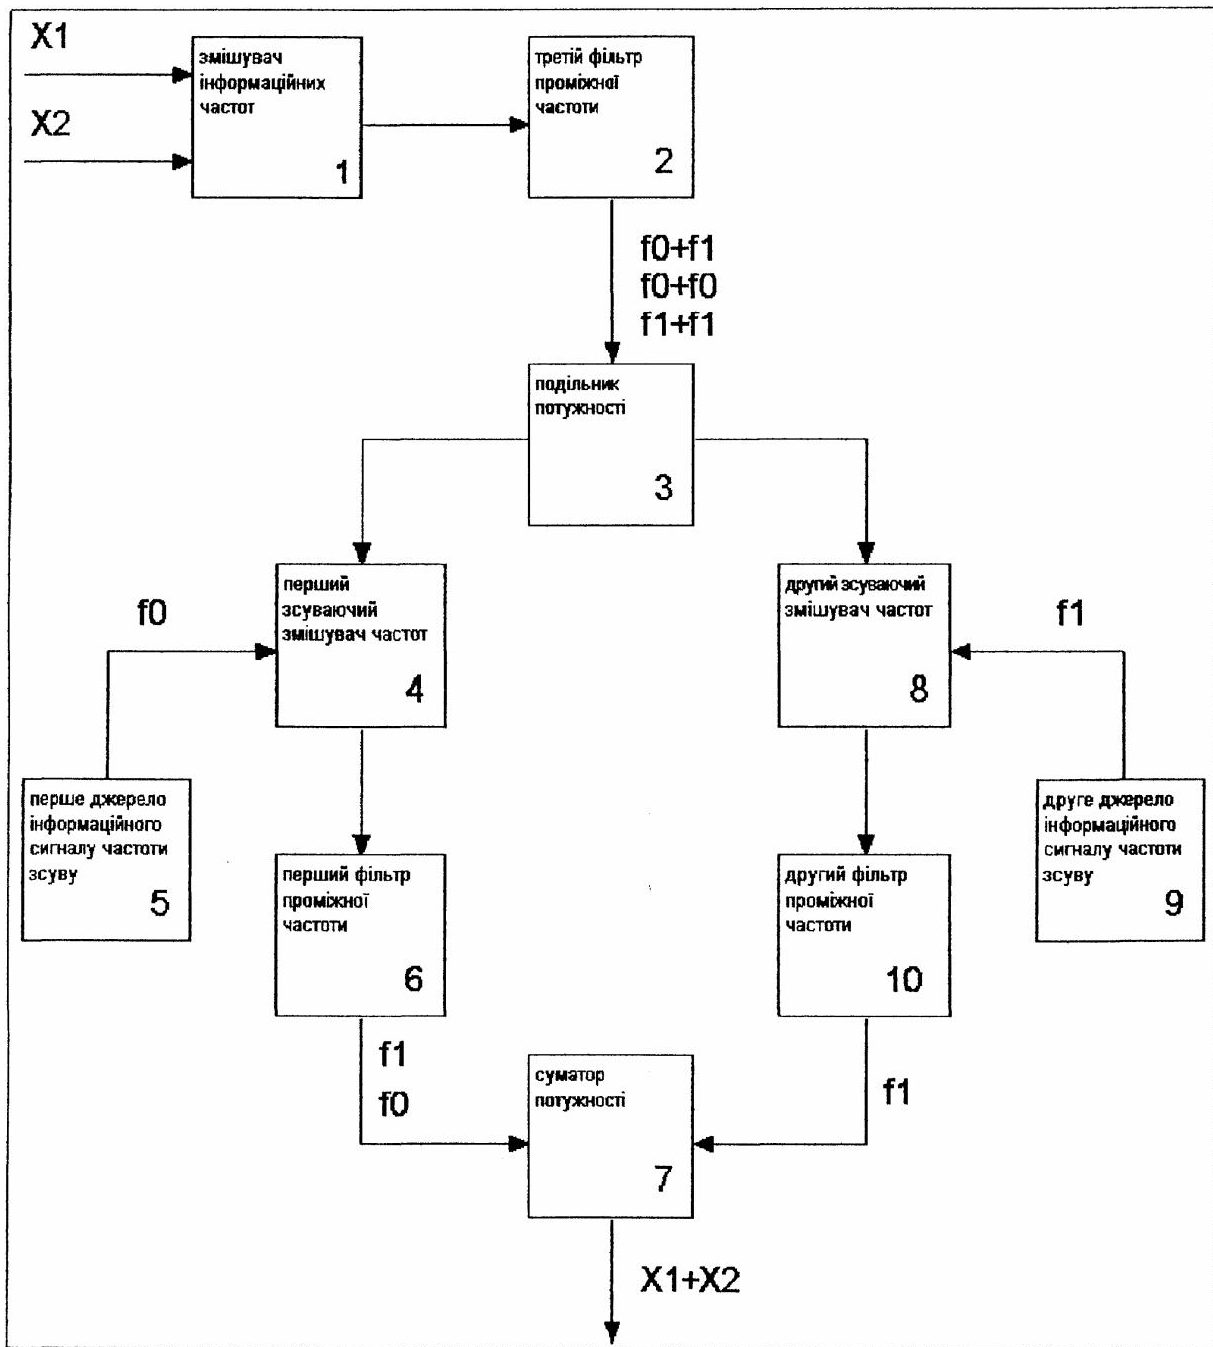 X1
X2
змішувач
інформаційних
частот
1
третій фільтр
проміжної
частоти
2
f0+f1
f0+f0
f1+f1
подільник
потужності
3
f0
перший
зсуваючий
змішувач частот
4
другий зсуваючий
змішувач частот
8
f1
перше джерело
інформаційного
сигналу частоти
зсуву
5
перший фільтр
проміжної
частоти
6
другий фільтр
проміжної
частоти
10
друге джерело
інформаційного
сигналу частоти
зсуву
9
f1
f0
суматор
потужності
7
f1
X1+X2